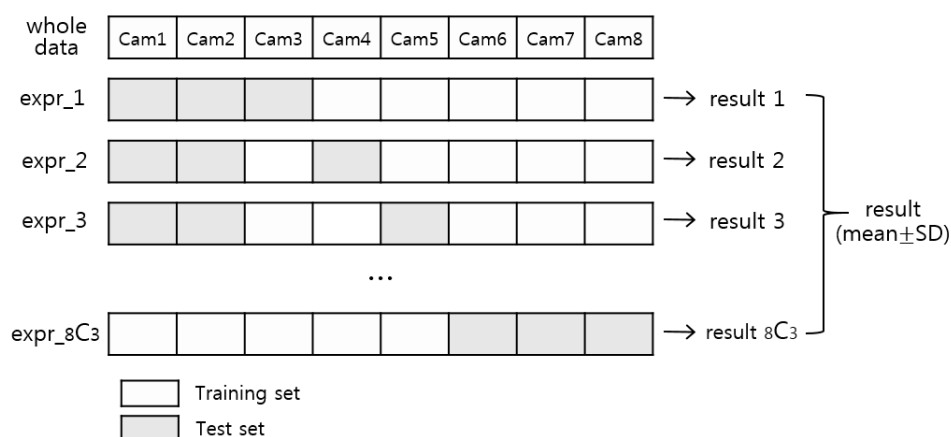 whole
data
Cam1 Cam2 Cam3 Cam4 Cam5 Cam6 Cam7 Cam8
expr_1 → result 1
expr_2 → result 2
expr_3 → result 3
result
(mean±SD)
...
expr_₈C₃ → result ₈C₃
Training set
Test set